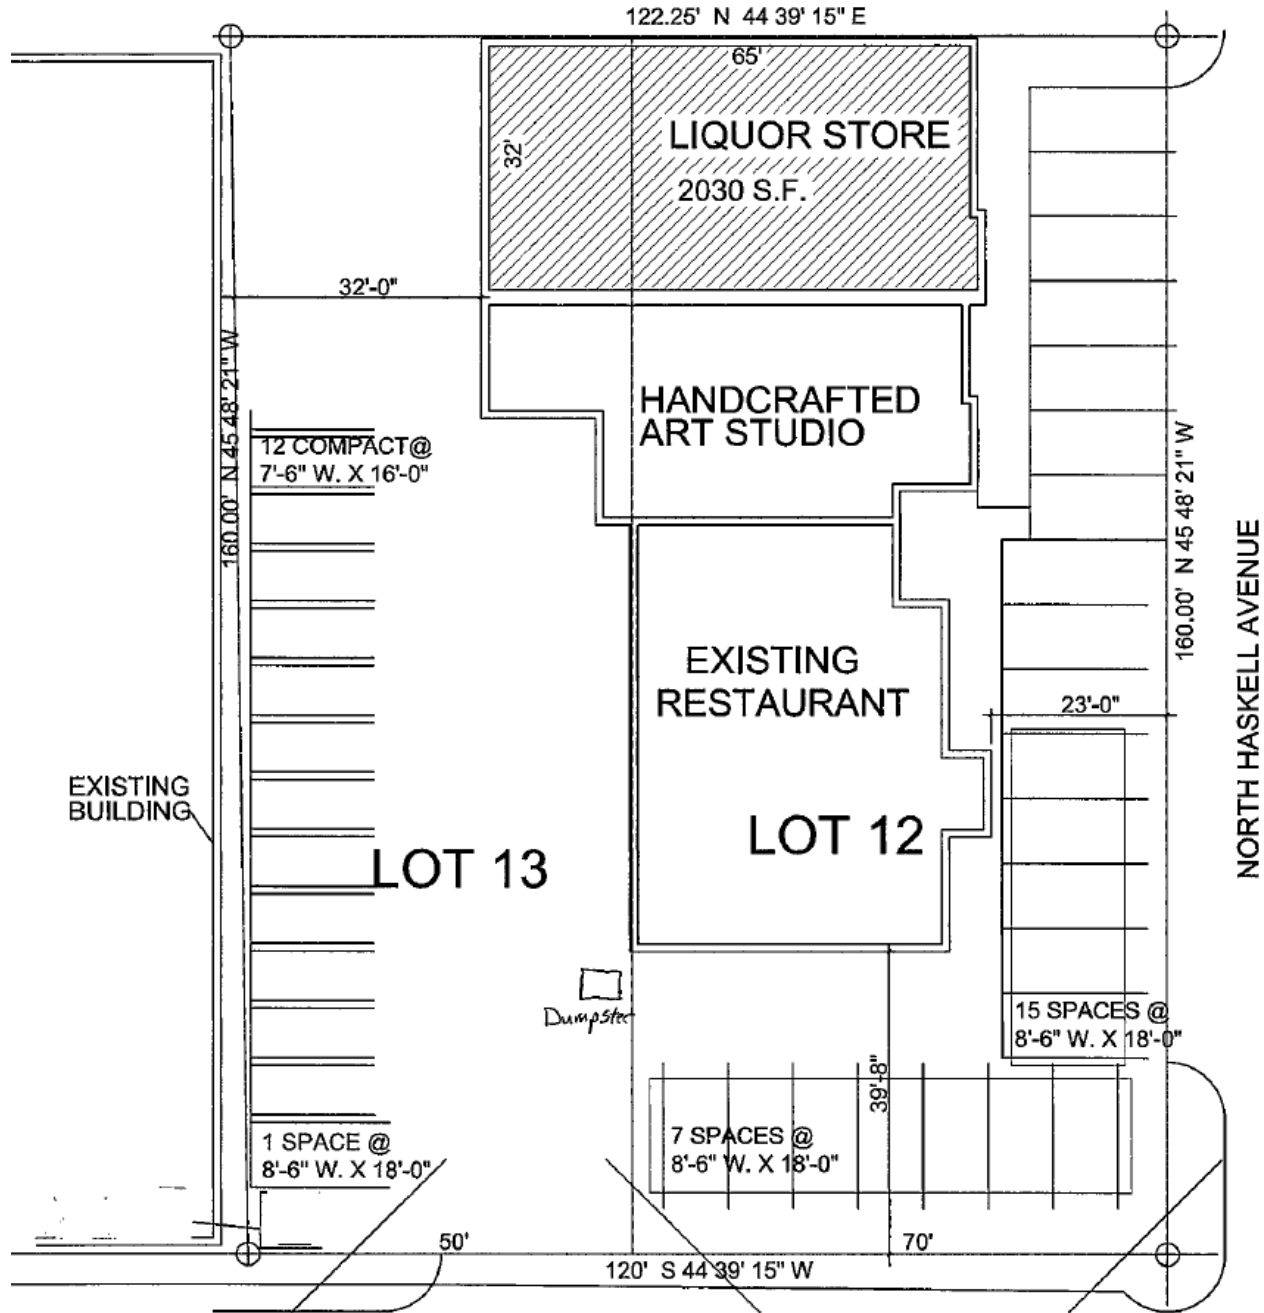 122.25' N 44 39' 15" E
65'
LIQUOR STORE
32'
2030 S.F.
32'-0"
160.00' N 45 48' 21" W
HANDCRAFTED
ART STUDIO
12 COMPACT@
7'-6" W. X 16'-0"
160.00' N 45 48' 21" W
NORTH HASKELL AVENUE
EXISTING
RESTAURANT
23'-0"
EXISTING
BUILDING
LOT 12
LOT 13
Dumpster
15 SPACES @
8'-6" W. X 18'-0"
39'-8"
1 SPACE @
8'-6" W. X 18'-0"
7 SPACES @
8'-6" W. X 18'-0"
50'
70'
120' S 44 39' 15" W